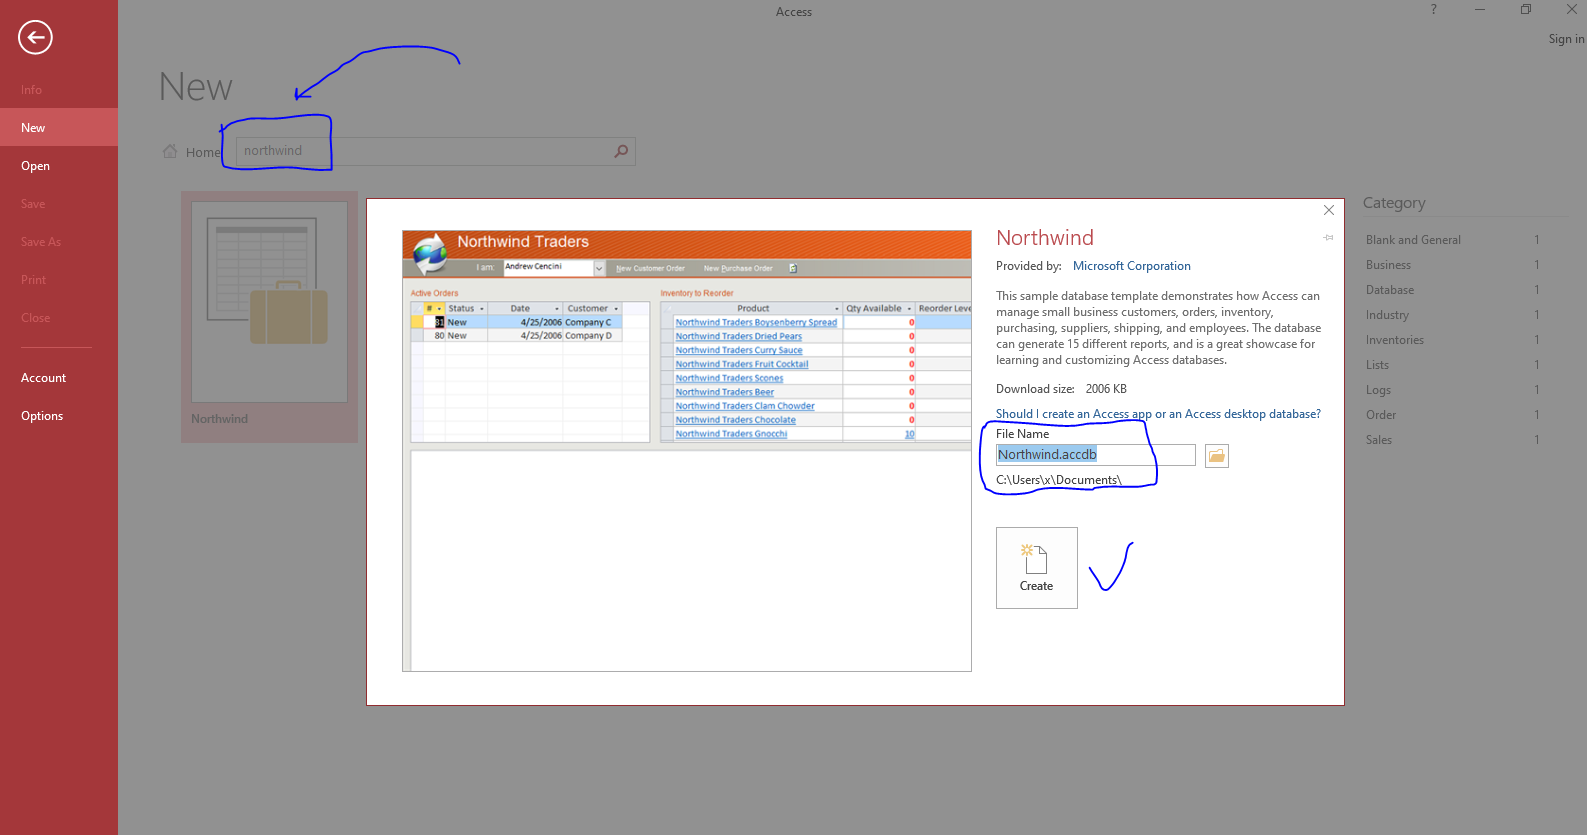 Access
?
Sign in
Info
New
Open
Save
Save As
Print
Close
Account
Options
New
Home
northwind
Northwind
Northwind Traders
I am:
Andrew Cencini
New Customer Order
New Purchase Order
Active Orders
# Status Date Customer
81 New 4/25/2006 Company C
80 New 4/25/2006 Company D
Inventory to Reorder
Product Qty Available Reorder Leve
Northwind Traders Boysenberry Spread 0
Northwind Traders Dried Pears 0
Northwind Traders Curry Sauce 0
Northwind Traders Fruit Cocktail 0
Northwind Traders Scones 0
Northwind Traders Beer 0
Northwind Traders Clam Chowder 0
Northwind Traders Chocolate 0
Northwind Traders Gnocchi 10
Northwind
Provided by: Microsoft Corporation
This sample database template demonstrates how Access can
manage small business customers, orders, inventory,
purchasing, suppliers, shipping, and employees. The database
can generate 15 different reports, and is a great showcase for
learning and customizing Access databases.
Download size: 2006 KB
Should I create an Access app or an Access desktop database?
File Name
Northwind.accdb
C:\Users\x\Documents\
Create
Category
Blank and General 1
Business 1
Database 1
Industry 1
Inventories 1
Lists 1
Logs 1
Order 1
Sales 1